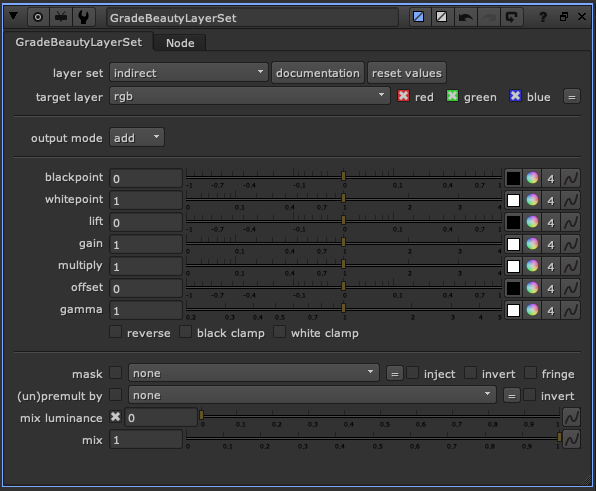 GradeBeautyLayerSet ?
GradeBeautyLayerSet Node
layer set indirect documentation reset values
target layer rgb red green blue =
output mode add
blackpoint 0 4
-1 -0.7 -0.4 -0.1 0 0.1 0.4 0.7 1
whitepoint 1 4
0 0.1 0.4 0.7 1 2 3 4
lift 0 4
-1 -0.7 -0.4 -0.1 0 0.1 0.4 0.7 1
gain 1 4
0 0.1 0.4 0.7 1 2 3 4
multiply 1 4
0 0.1 0.4 0.7 1 2 3 4
offset 0 4
-1 -0.7 -0.4 -0.1 0 0.1 0.4 0.7 1
gamma 1 4
0.2 0.3 0.5 0.7 1 2 3 4 5
reverse black clamp white clamp
mask none = inject invert fringe
(un)premult by none = invert
mix luminance 0
0 0.1 0.2 0.3 0.4 0.5 0.6 0.7 0.8 0.9 1
mix 1
0 0.1 0.2 0.3 0.4 0.5 0.6 0.7 0.8 0.9 1